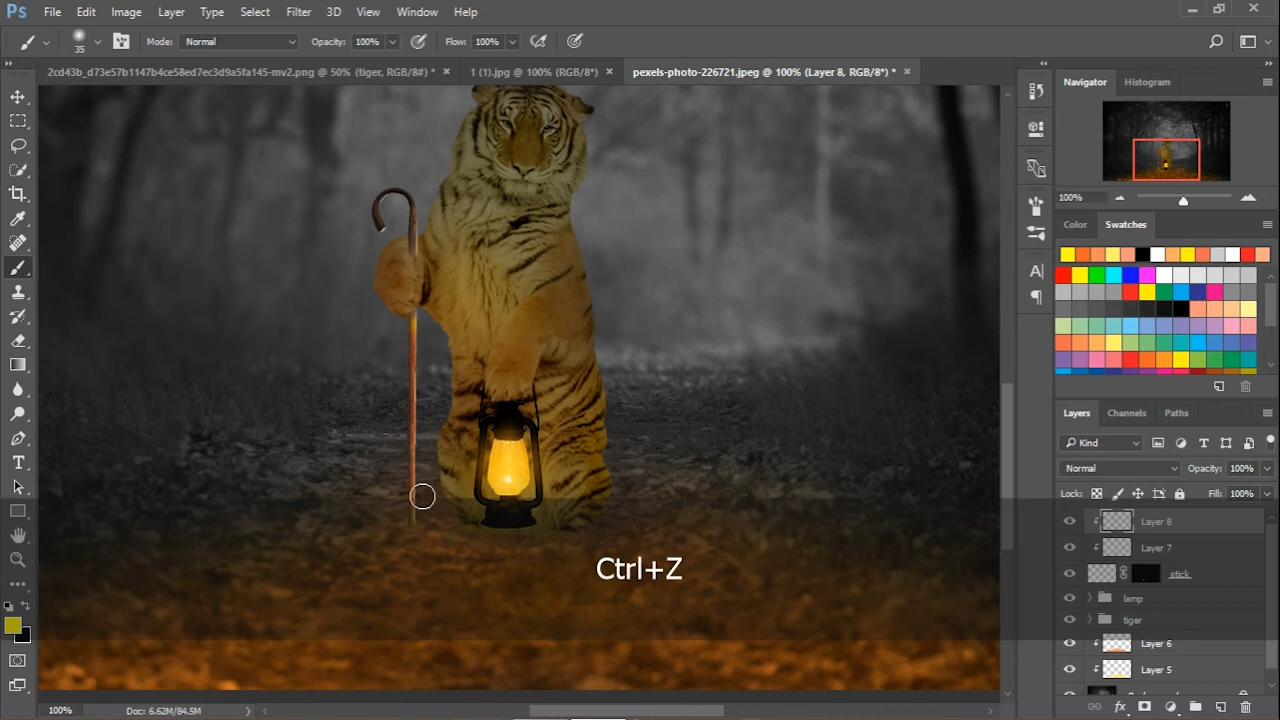 Ps File Edit Image Layer Type Select Filter 3D View Window Help
35 Mode: Normal Opacity: 100% Flow: 100%
2cd43b_d73e57b1147b4ce58ed7ec3d9a5fa145-mv2.png @ 50% (tiger, RGB/8#) * × 1 (1).jpg @ 100% (RGB/8*) × pexels-photo-226721.jpeg @ 100% (Layer 8, RGB/8*) * ×
Navigator Histogram
100%
Color Swatches
Layers Channels Paths
Kind
Normal Opacity: 100%
Lock: Fill: 100%
Layer 8
Layer 7
stick
lamp
tiger
Layer 6
Layer 5
Ctrl+Z
100% Doc: 6.62M/84.5M